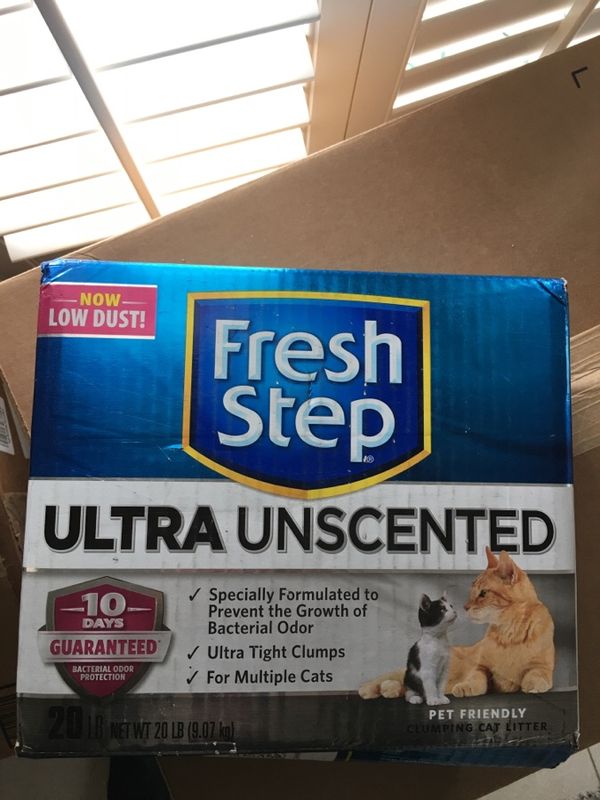 NOW
LOW DUST!
Fresh
Step®
ULTRA UNSCENTED
10
DAYS
GUARANTEED
BACTERIAL ODOR
PROTECTION
✓ Specially Formulated to
Prevent the Growth of
Bacterial Odor
✓ Ultra Tight Clumps
✓ For Multiple Cats
20 LB NET WT 20 LB (9.07 kg)
PET FRIENDLY
CLUMPING CAT LITTER